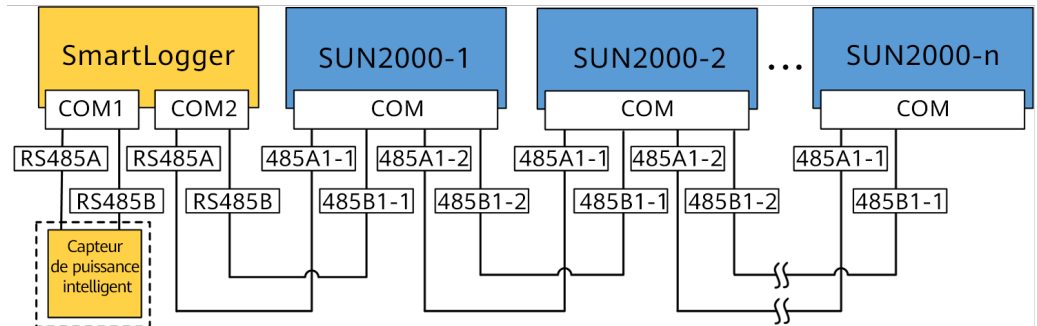 SmartLogger
SUN2000-1
SUN2000-2
...
SUN2000-n
COM1
COM2
COM
COM
COM
RS485A
RS485A
485A1-1
485A1-2
485A1-1
485A1-2
485A1-1
RS485B
RS485B
485B1-1
485B1-2
485B1-1
485B1-2
485B1-1
Capteur
de puissance
intelligent